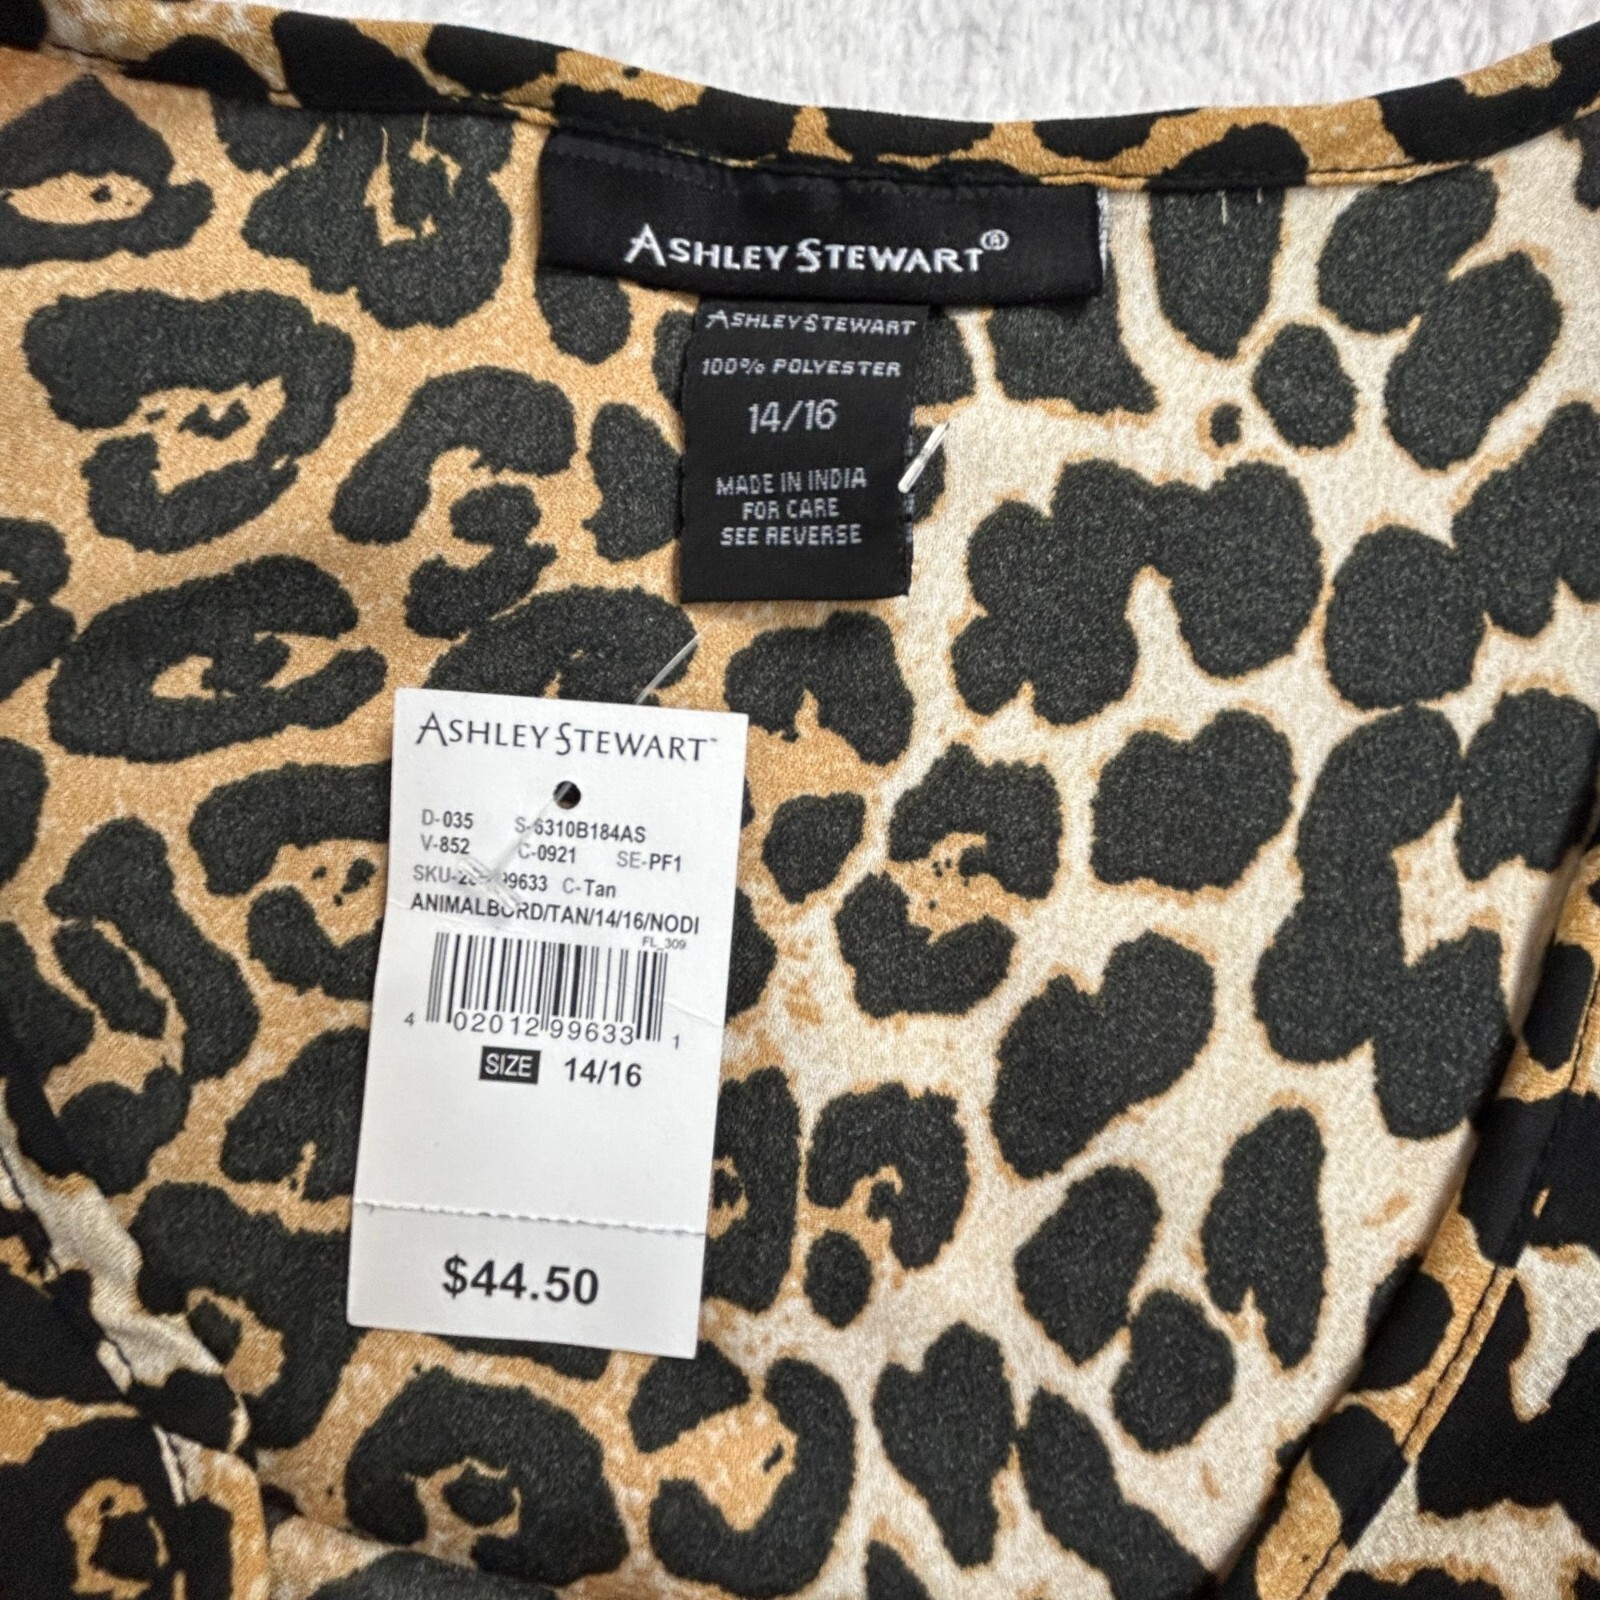 ASHLEY STEWART®
ASHLEY STEWART
100% POLYESTER
14/16
MADE IN INDIA
FOR CARE
SEE REVERSE
ASHLEY STEWART™
D-035 S-6310B184AS
V-852 C-0921 SE-PF1
C-Tan
ANIMALBORD/TAN/14/16/NODI
FL_309
4 02012 99633 1
SIZE 14/16
$44.50